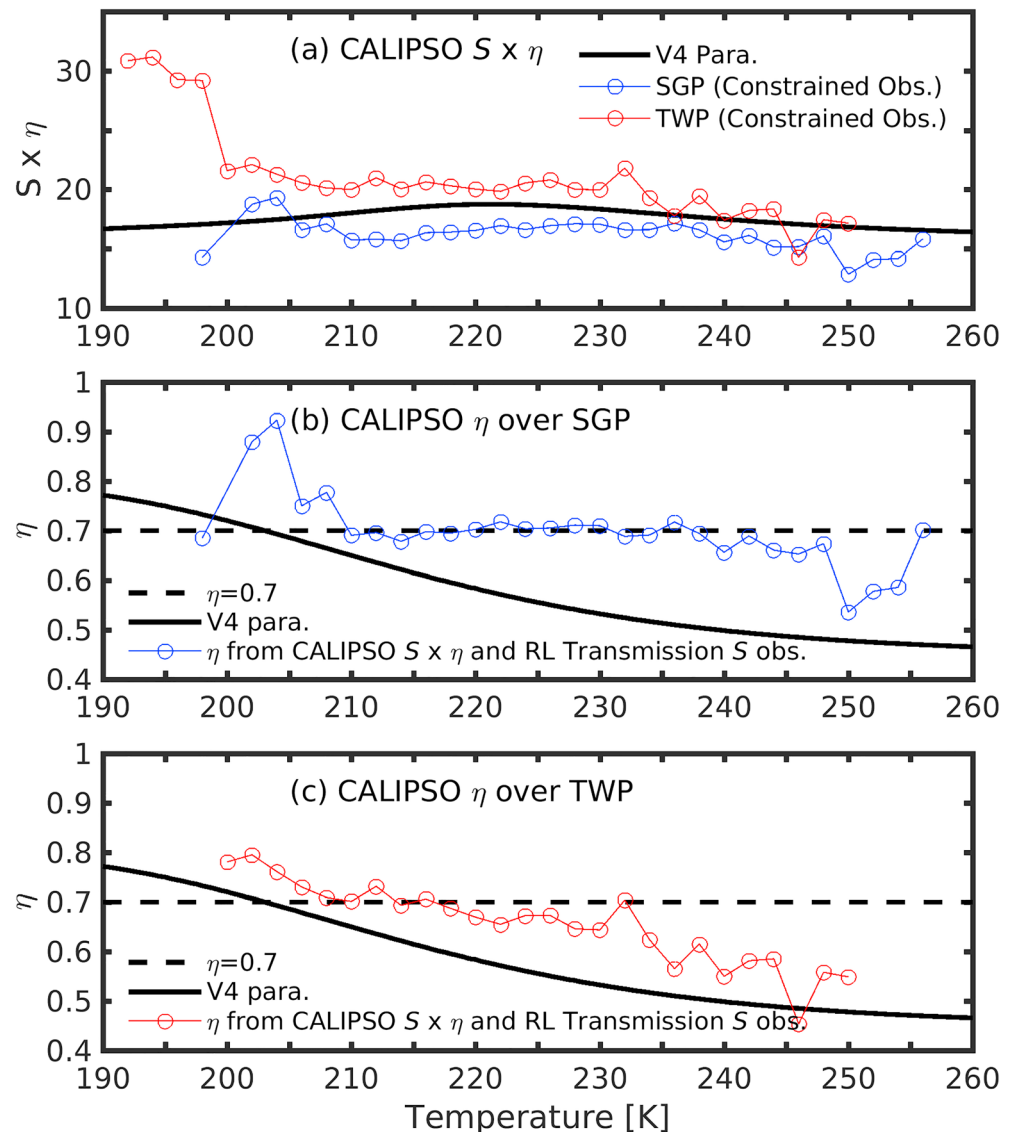 (a) CALIPSO S x η
V4 Para.
SGP (Constrained Obs.)
TWP (Constrained Obs.)
S x η
30
20
10
190 200 210 220 230 240 250 260
(b) CALIPSO η over SGP
η
1
0.9
0.8
0.7
0.6
0.5
0.4
η=0.7
V4 para.
η from CALIPSO S x η and RL Transmission S obs.
190 200 210 220 230 240 250 260
(c) CALIPSO η over TWP
η
1
0.9
0.8
0.7
0.6
0.5
0.4
η=0.7
V4 para.
η from CALIPSO S x η and RL Transmission S obs.
190 200 210 220 230 240 250 260
Temperature [K]